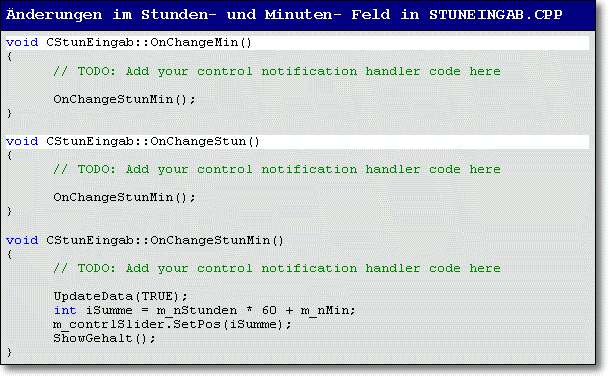 Änderungen im Stunden- und Minuten- Feld in STUNEINGAB.CPP
void CStunEingab::OnChangeMin()
{
// TODO: Add your control notification handler code here
OnChangeStunMin();
}
void CStunEingab::OnChangeStun()
{
// TODO: Add your control notification handler code here
OnChangeStunMin();
}
void CStunEingab::OnChangeStunMin()
{
// TODO: Add your control notification handler code here
UpdateData(TRUE);
int iSumme = m_nStunden * 60 + m_nMin;
m_contrlSlider.SetPos(iSumme);
ShowGehalt();
}